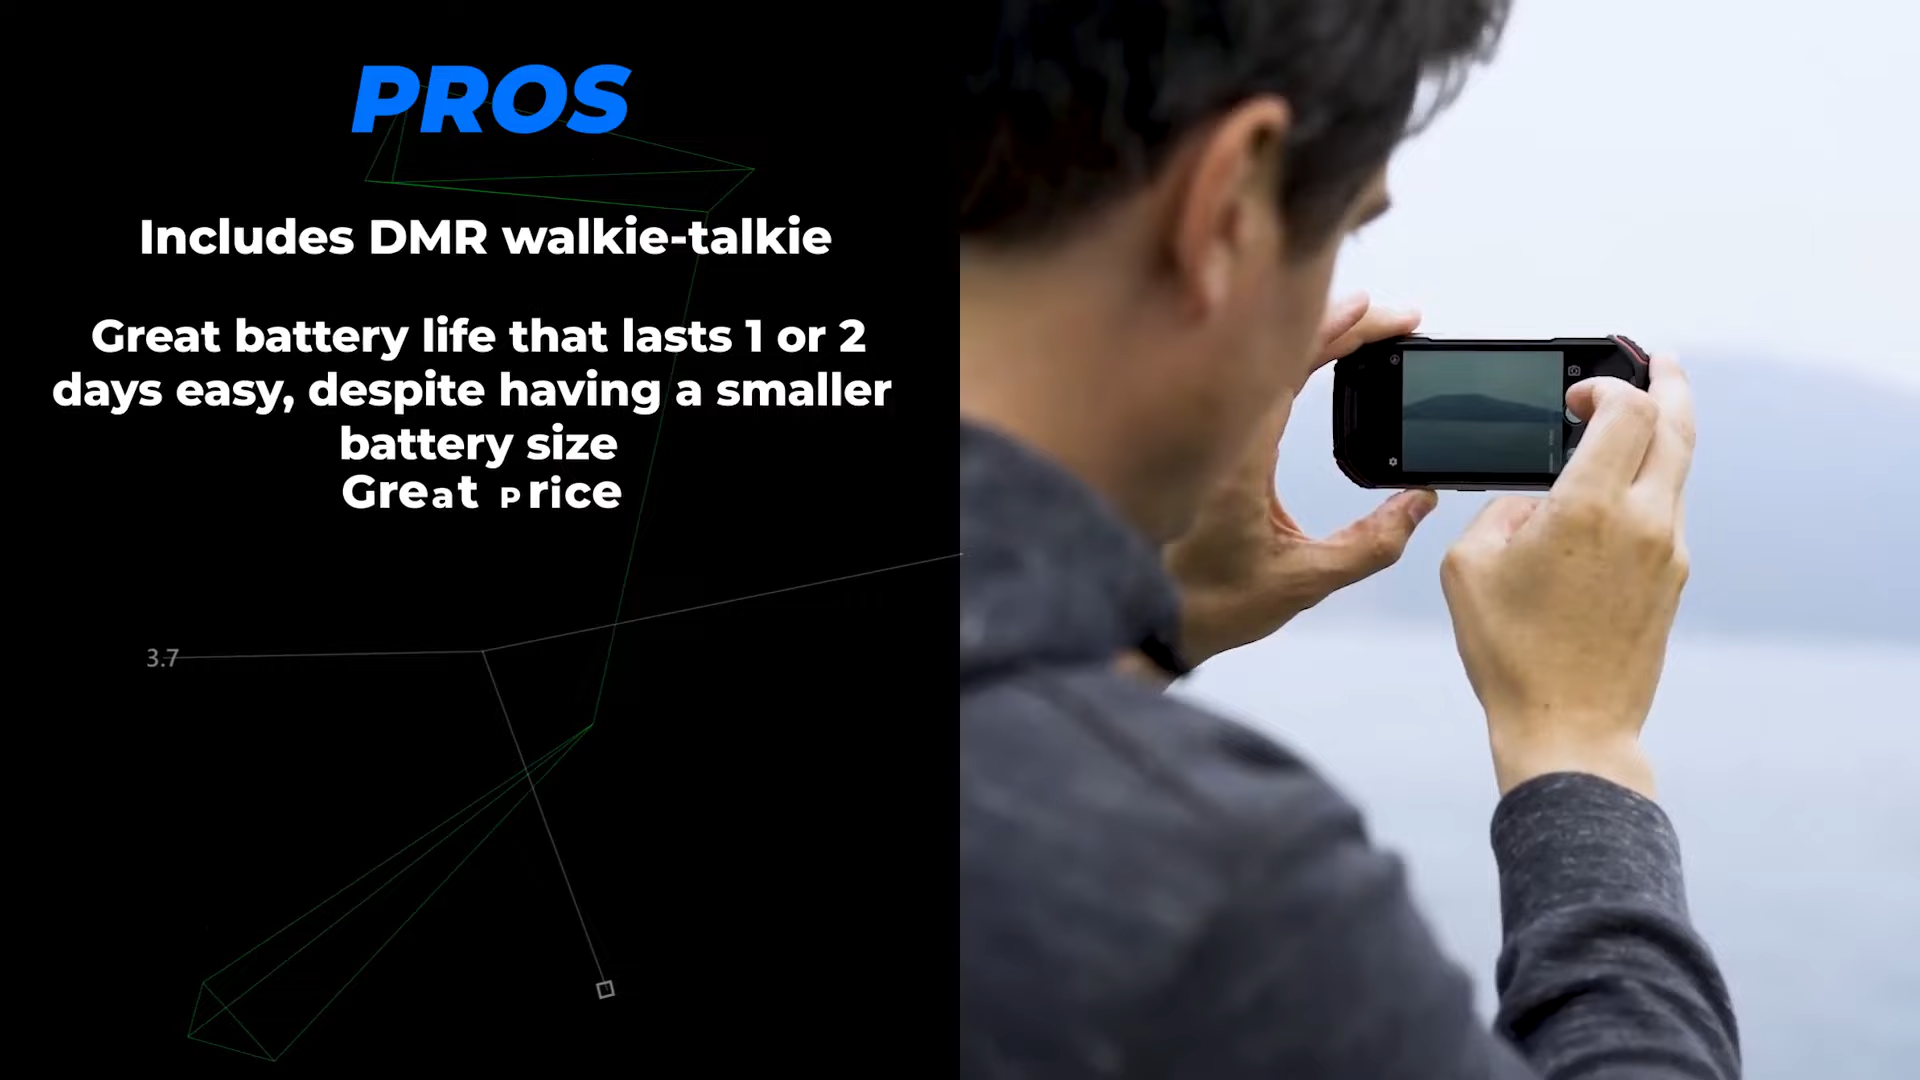 PROS
Includes DMR walkie-talkie
Great battery life that lasts 1 or 2
days easy, despite having a smaller
battery size
Great Price
3.7